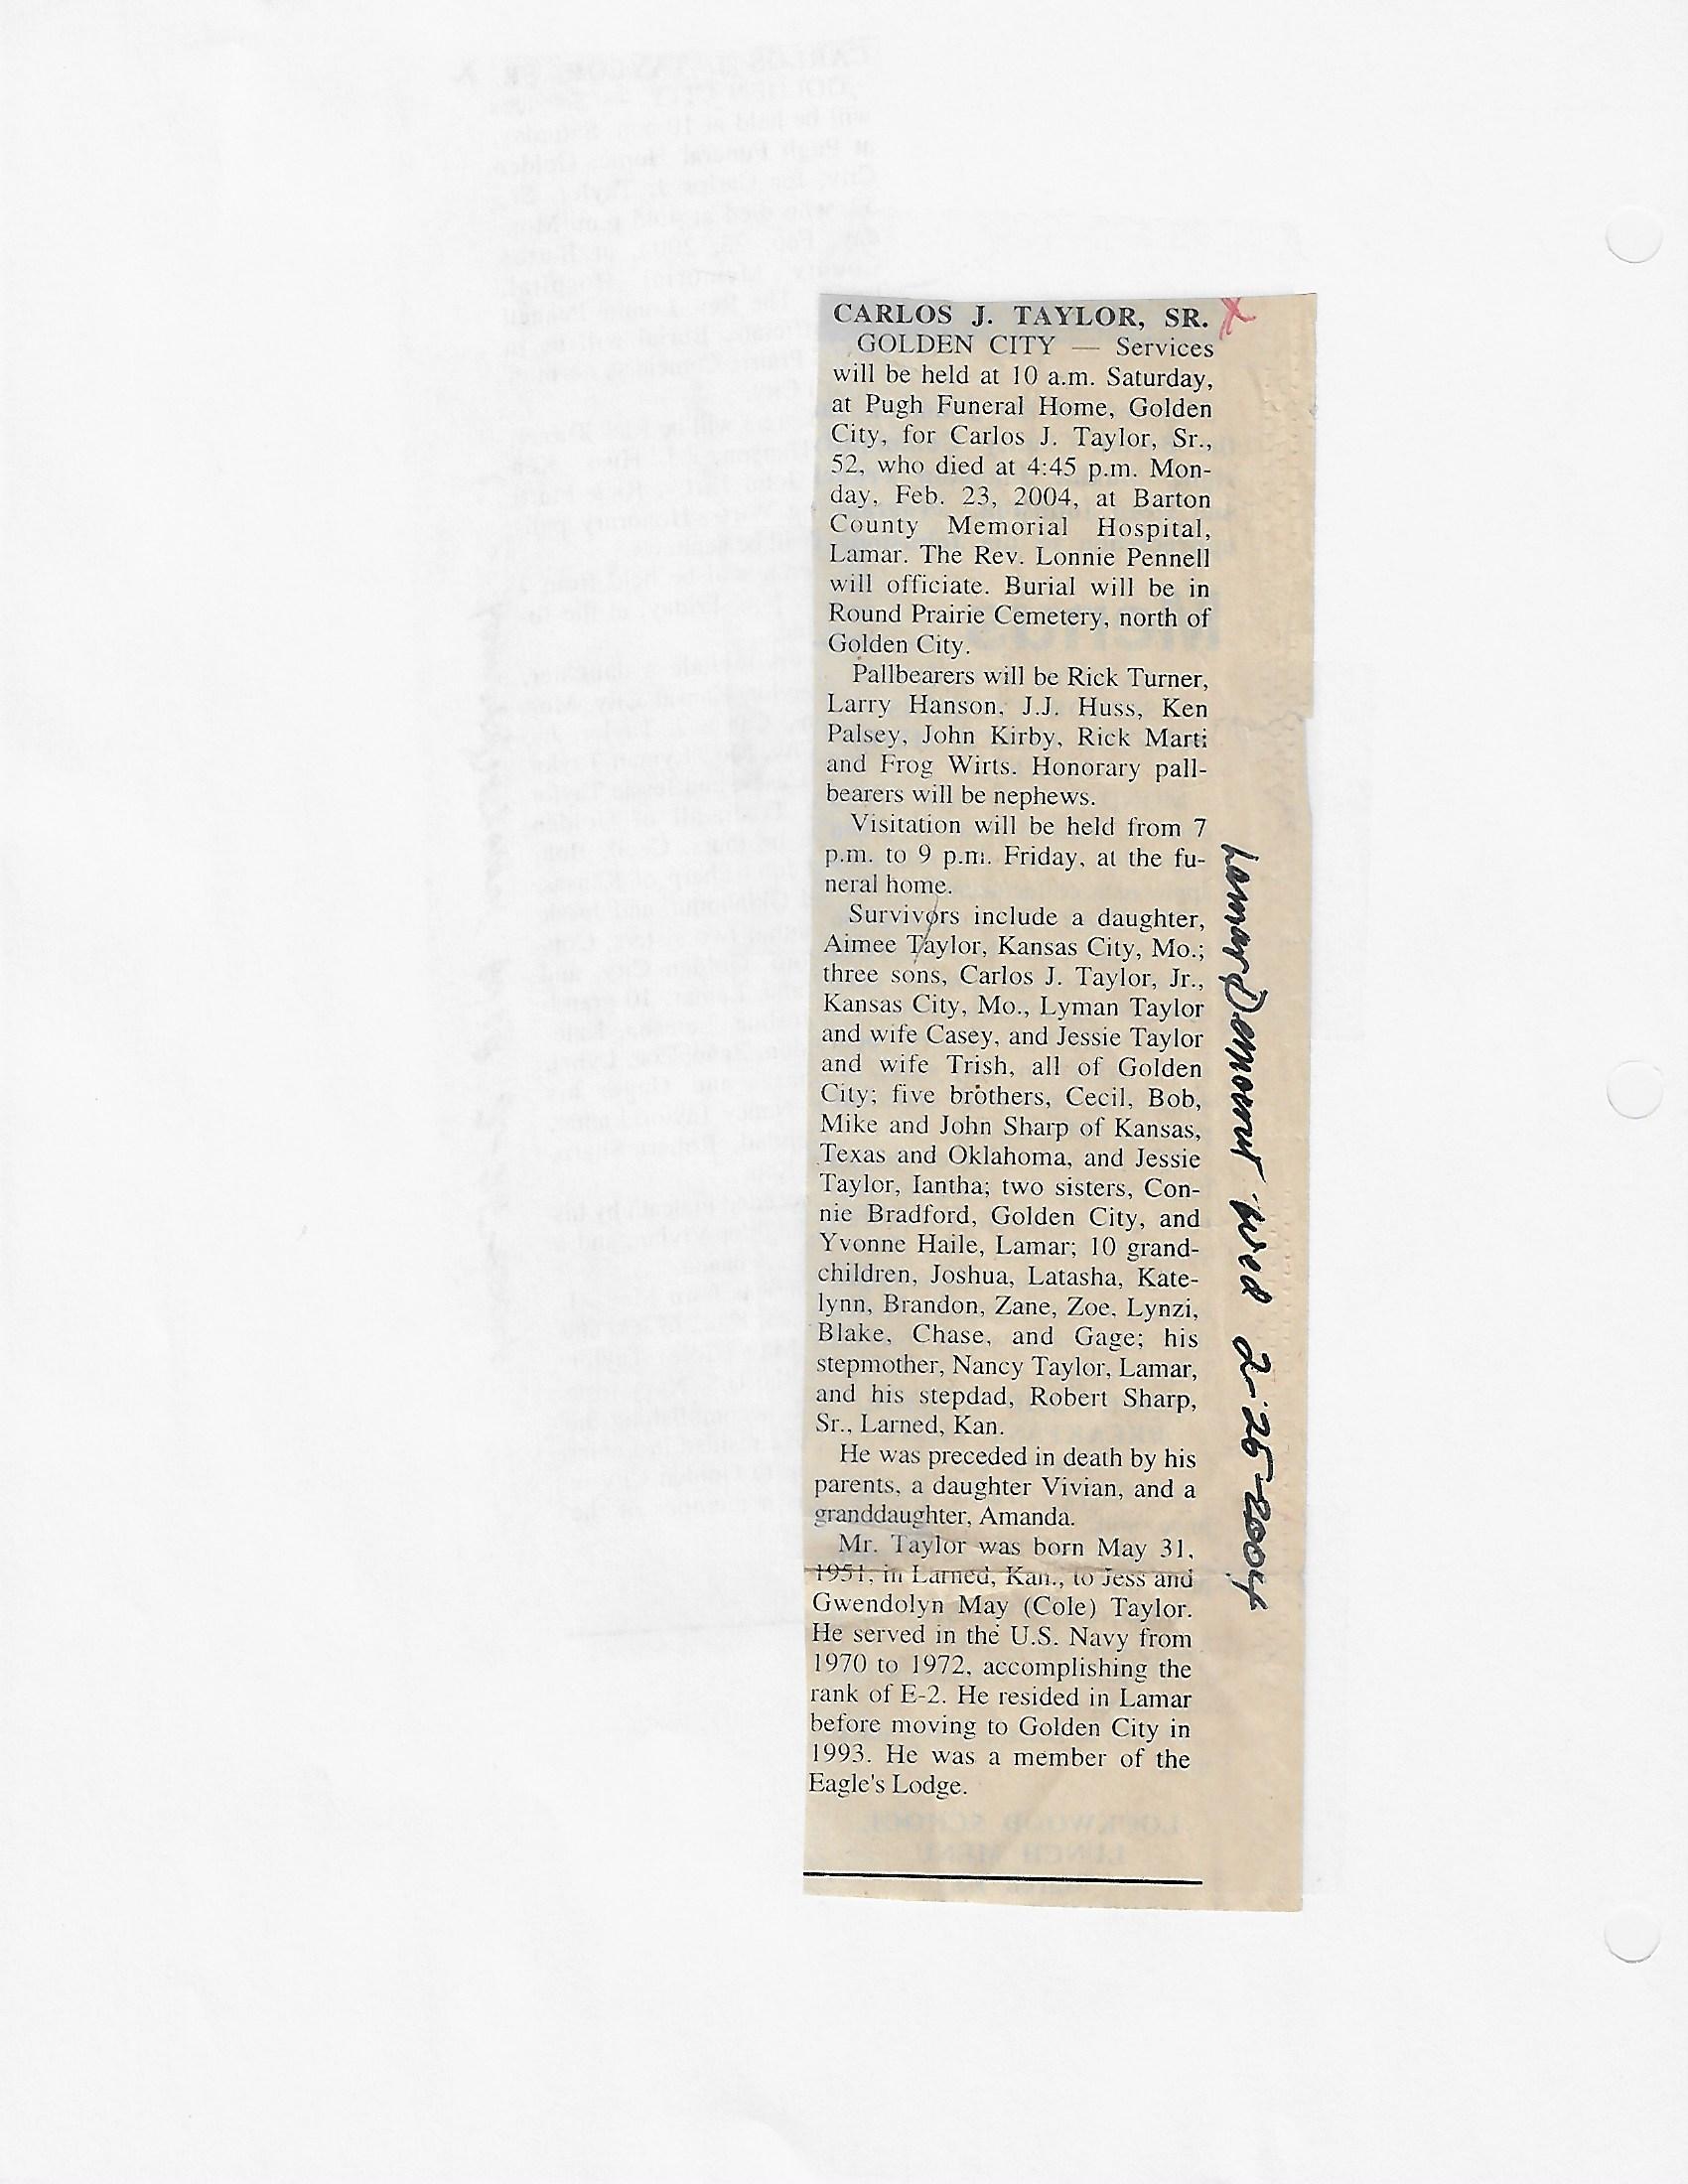 CARLOS J. TAYLOR, SR.
GOLDEN CITY — Services
will be held at 10 a.m. Saturday,
at Pugh Funeral Home, Golden
City, for Carlos J. Taylor, Sr.,
52, who died at 4:45 p.m. Mon-
day, Feb. 23, 2004, at Barton
County Memorial Hospital,
Lamar. The Rev. Lonnie Pennell
will officiate. Burial will be in
Round Prairie Cemetery, north of
Golden City.
Pallbearers will be Rick Turner,
Larry Hanson, J.J. Huss, Ken
Palsey, John Kirby, Rick Marti
and Frog Wirts. Honorary pall-
bearers will be nephews.
Visitation will be held from 7
p.m. to 9 p.m. Friday, at the fu-
neral home.
Survivors include a daughter,
Aimee Taylor, Kansas City, Mo.;
three sons, Carlos J. Taylor, Jr.,
Kansas City, Mo., Lyman Taylor
and wife Casey, and Jessie Taylor
and wife Trish, all of Golden
City; five brothers, Cecil, Bob,
Mike and John Sharp of Kansas,
Texas and Oklahoma, and Jessie
Taylor, Iantha; two sisters, Con-
nie Bradford, Golden City, and
Yvonne Haile, Lamar; 10 grand-
children, Joshua, Latasha, Kate-
lynn, Brandon, Zane, Zoe, Lynzi,
Blake, Chase, and Gage; his
stepmother, Nancy Taylor, Lamar,
and his stepdad, Robert Sharp,
Sr., Larned, Kan.
He was preceded in death by his
parents, a daughter Vivian, and a
granddaughter, Amanda.
Mr. Taylor was born May 31,
1951, in Larned, Kan., to Jess and
Gwendolyn May (Cole) Taylor.
He served in the U.S. Navy from
1970 to 1972, accomplishing the
rank of E-2. He resided in Lamar
before moving to Golden City in
1993. He was a member of the
Eagle's Lodge.
Lamar Democrat Wed 2-25-2004
LOCKWOOD SCHOOL
LUNCH MENU